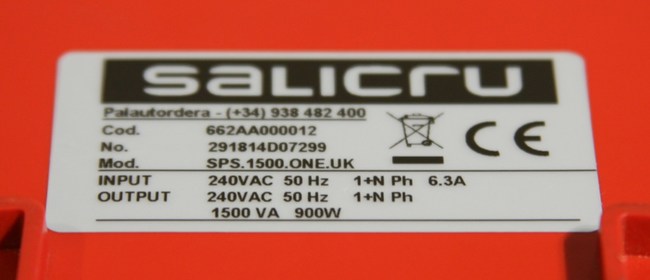 salicru
Palautordera - (+34) 938 482 400
Cod. 662AA000012
No. 291814D07299
Mod. SPS.1500.ONE.UK
INPUT 240VAC 50 Hz 1+N Ph 6.3A
OUTPUT 240VAC 50 Hz 1+N Ph
1500 VA 900W
CE